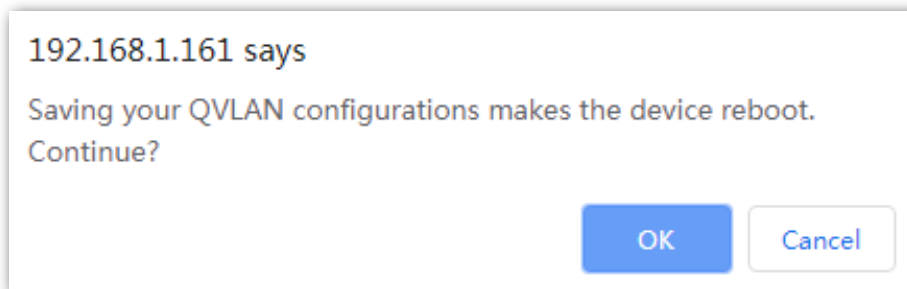 192.168.1.161 says
Saving your QVLAN configurations makes the device reboot.
Continue?
OK
Cancel